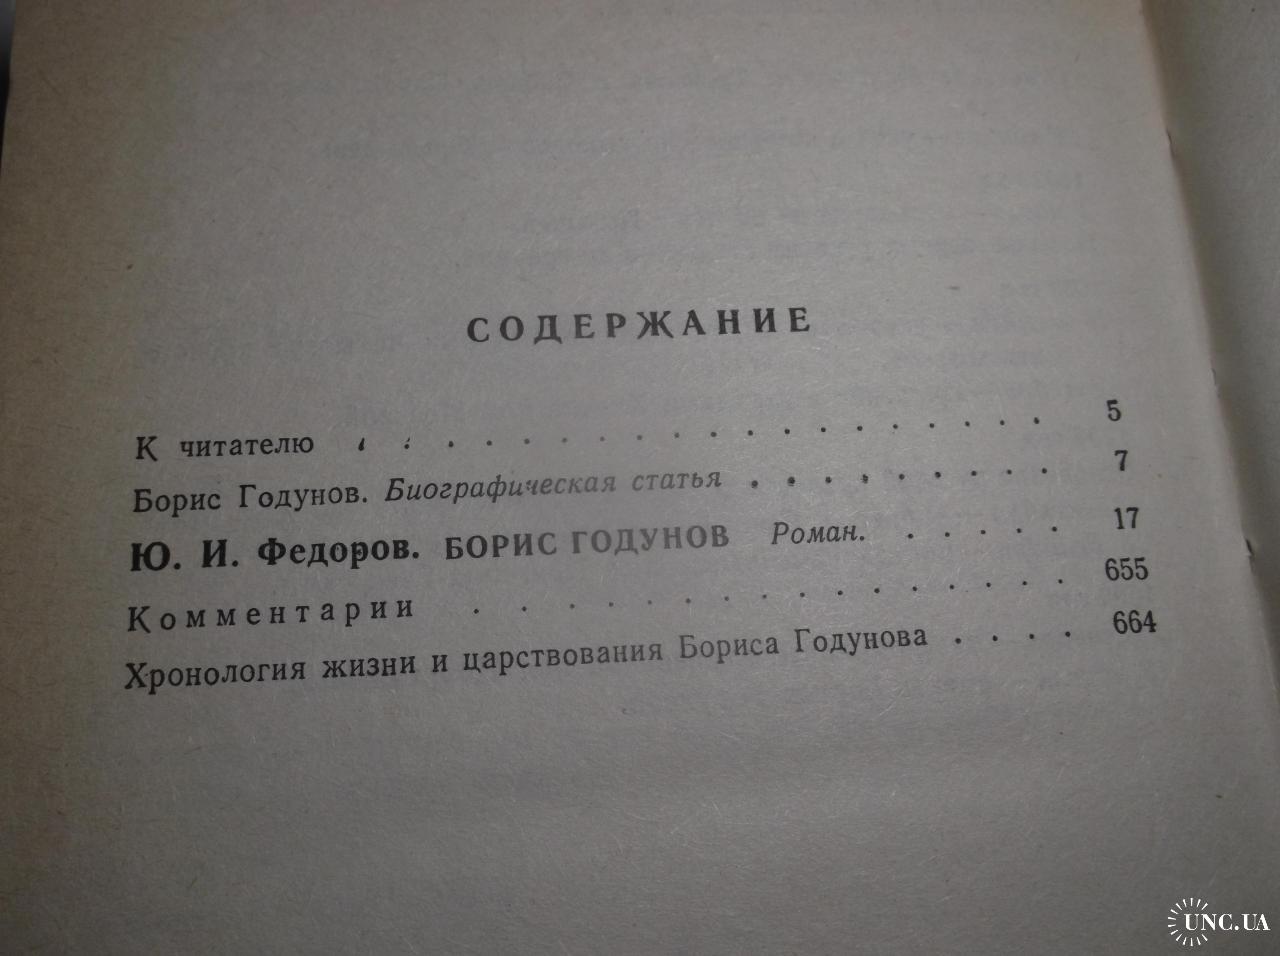 СОДЕРЖАНИЕ
К читателю . . . . . . . . . . . . . . . . 5
Борис Годунов. Биографическая статья . . . . . . . . 7
Ю. И. Федоров. БОРИС ГОДУНОВ Роман. . . . . . 17
Комментарии . . . . . . . . . . . . . 655
Хронология жизни и царствования Бориса Годунова . . . . 664
UNC.UA